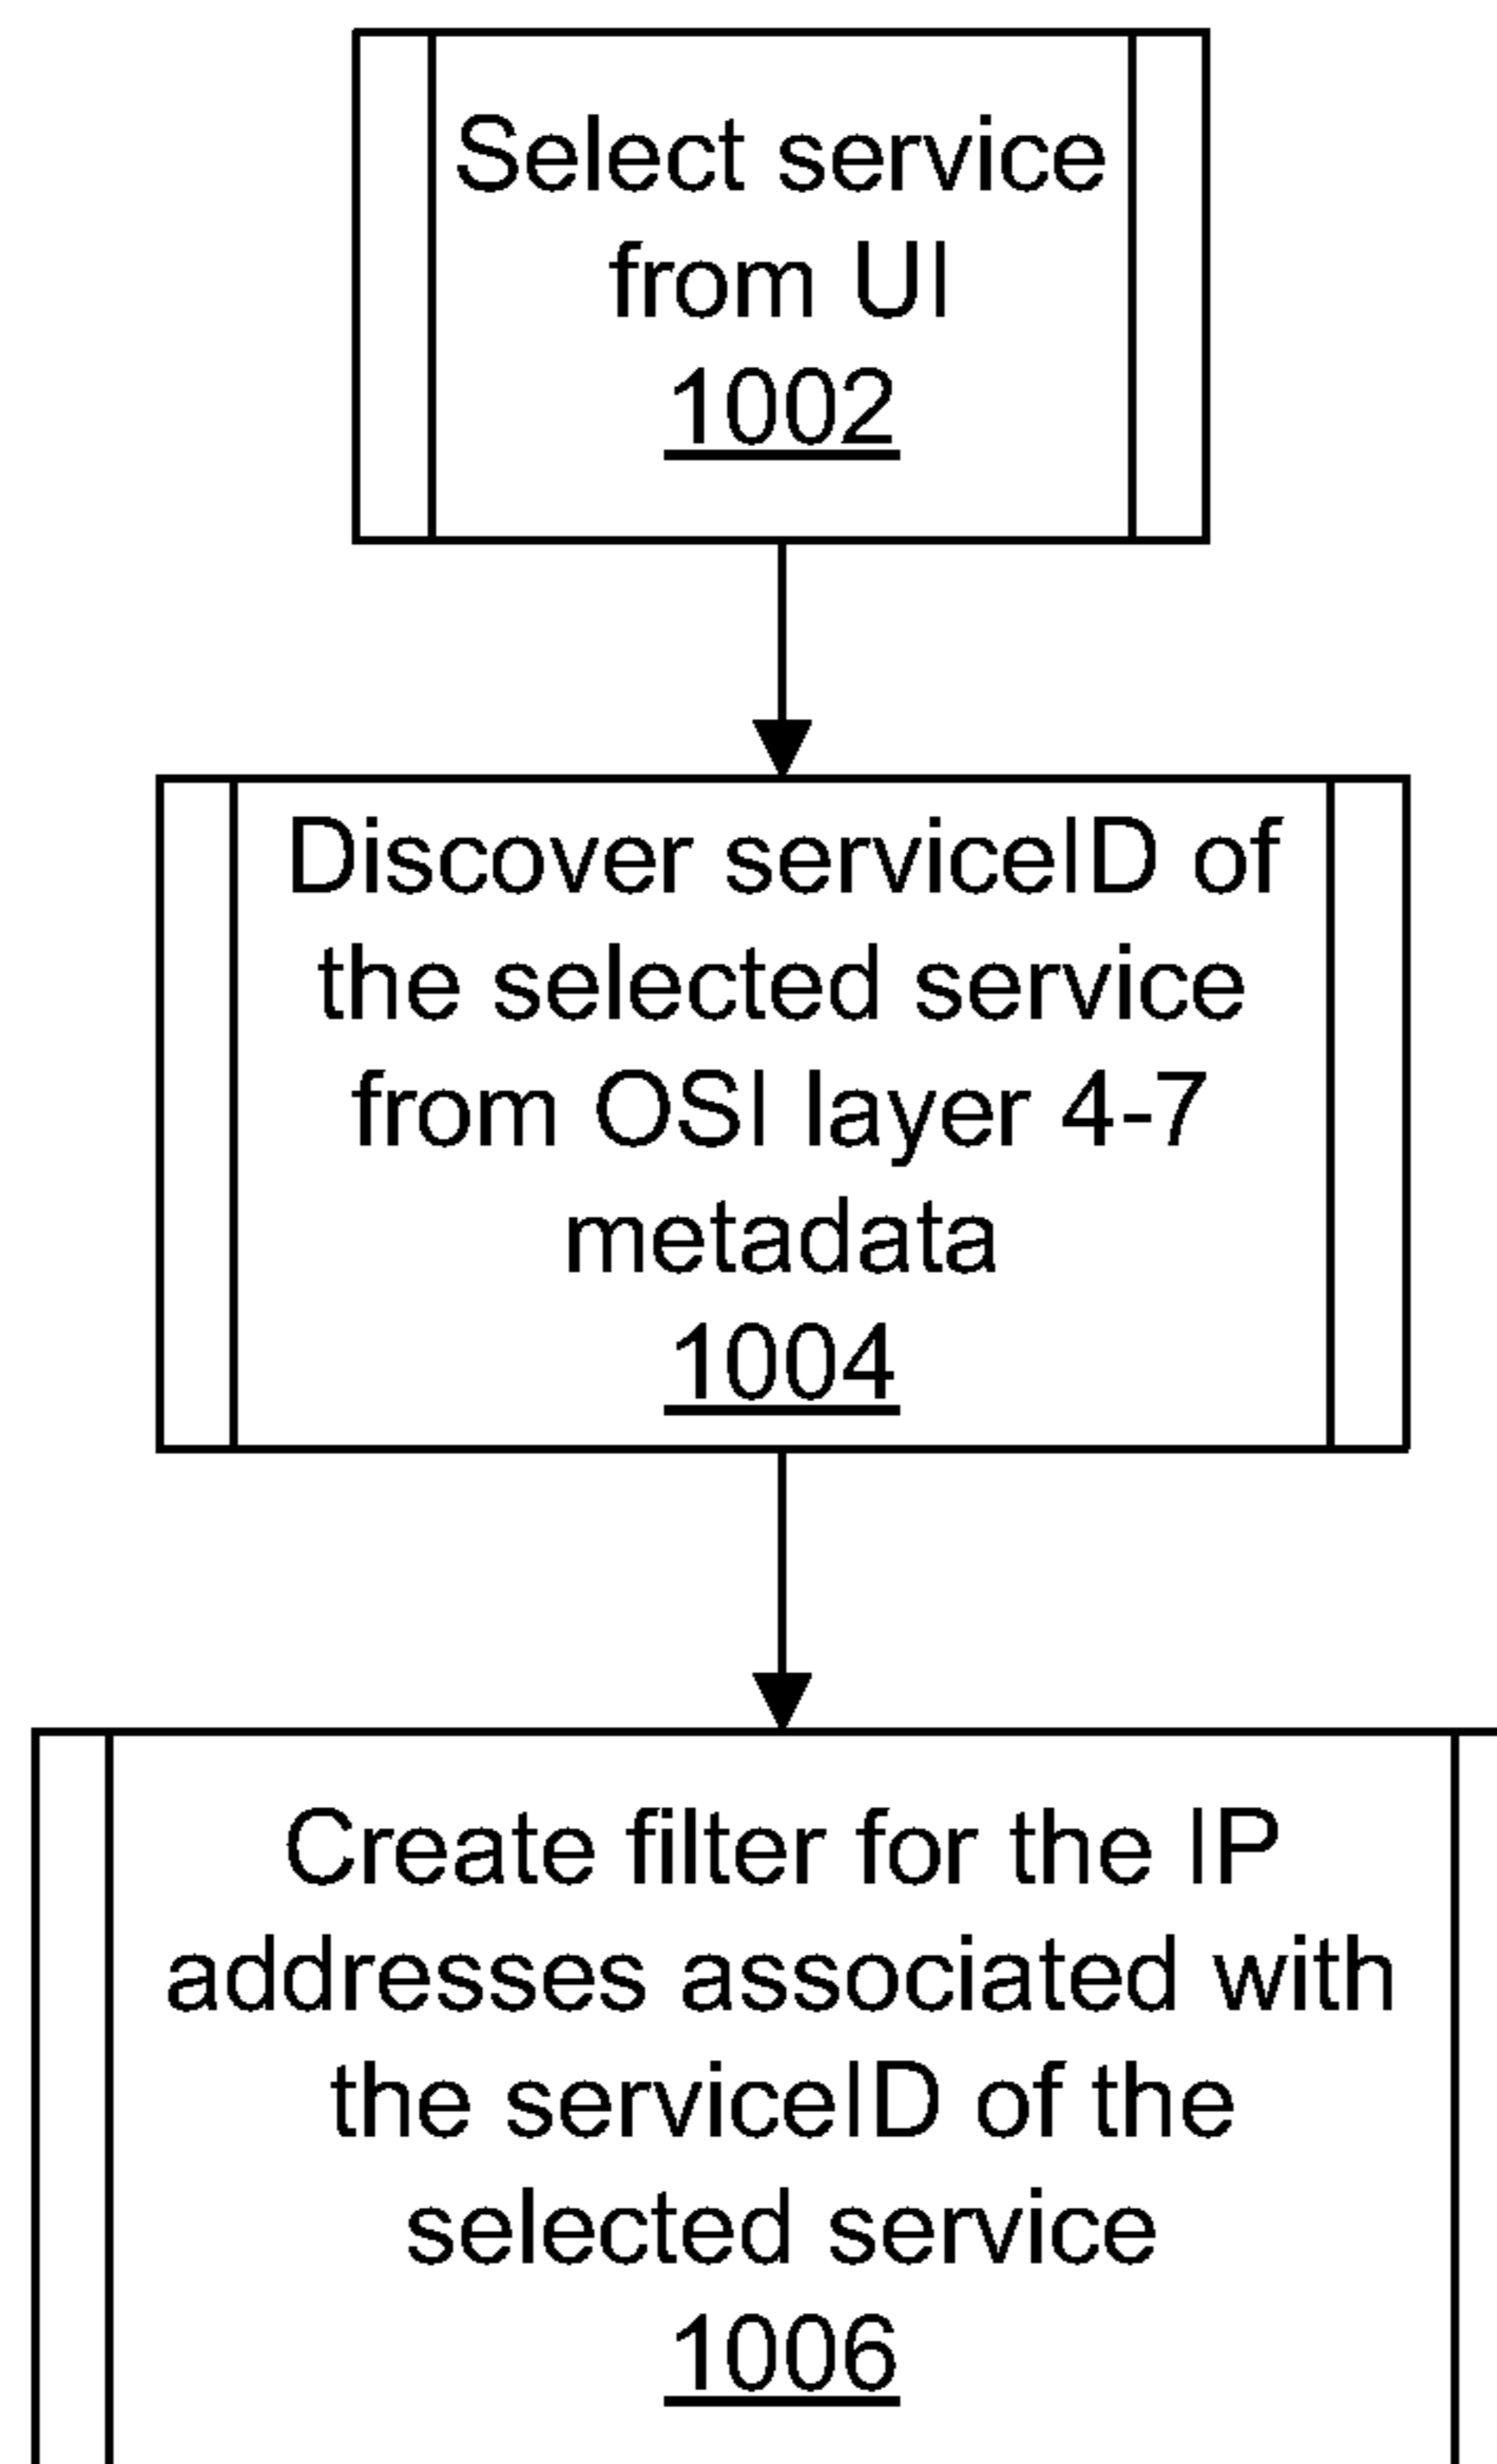 Select service
from UI
1002
Discover serviceID of
the selected service
from OSI layer 4-7
metadata
1004
Create filter for the IP
addresses associated with
the serviceID of the
selected service
1006